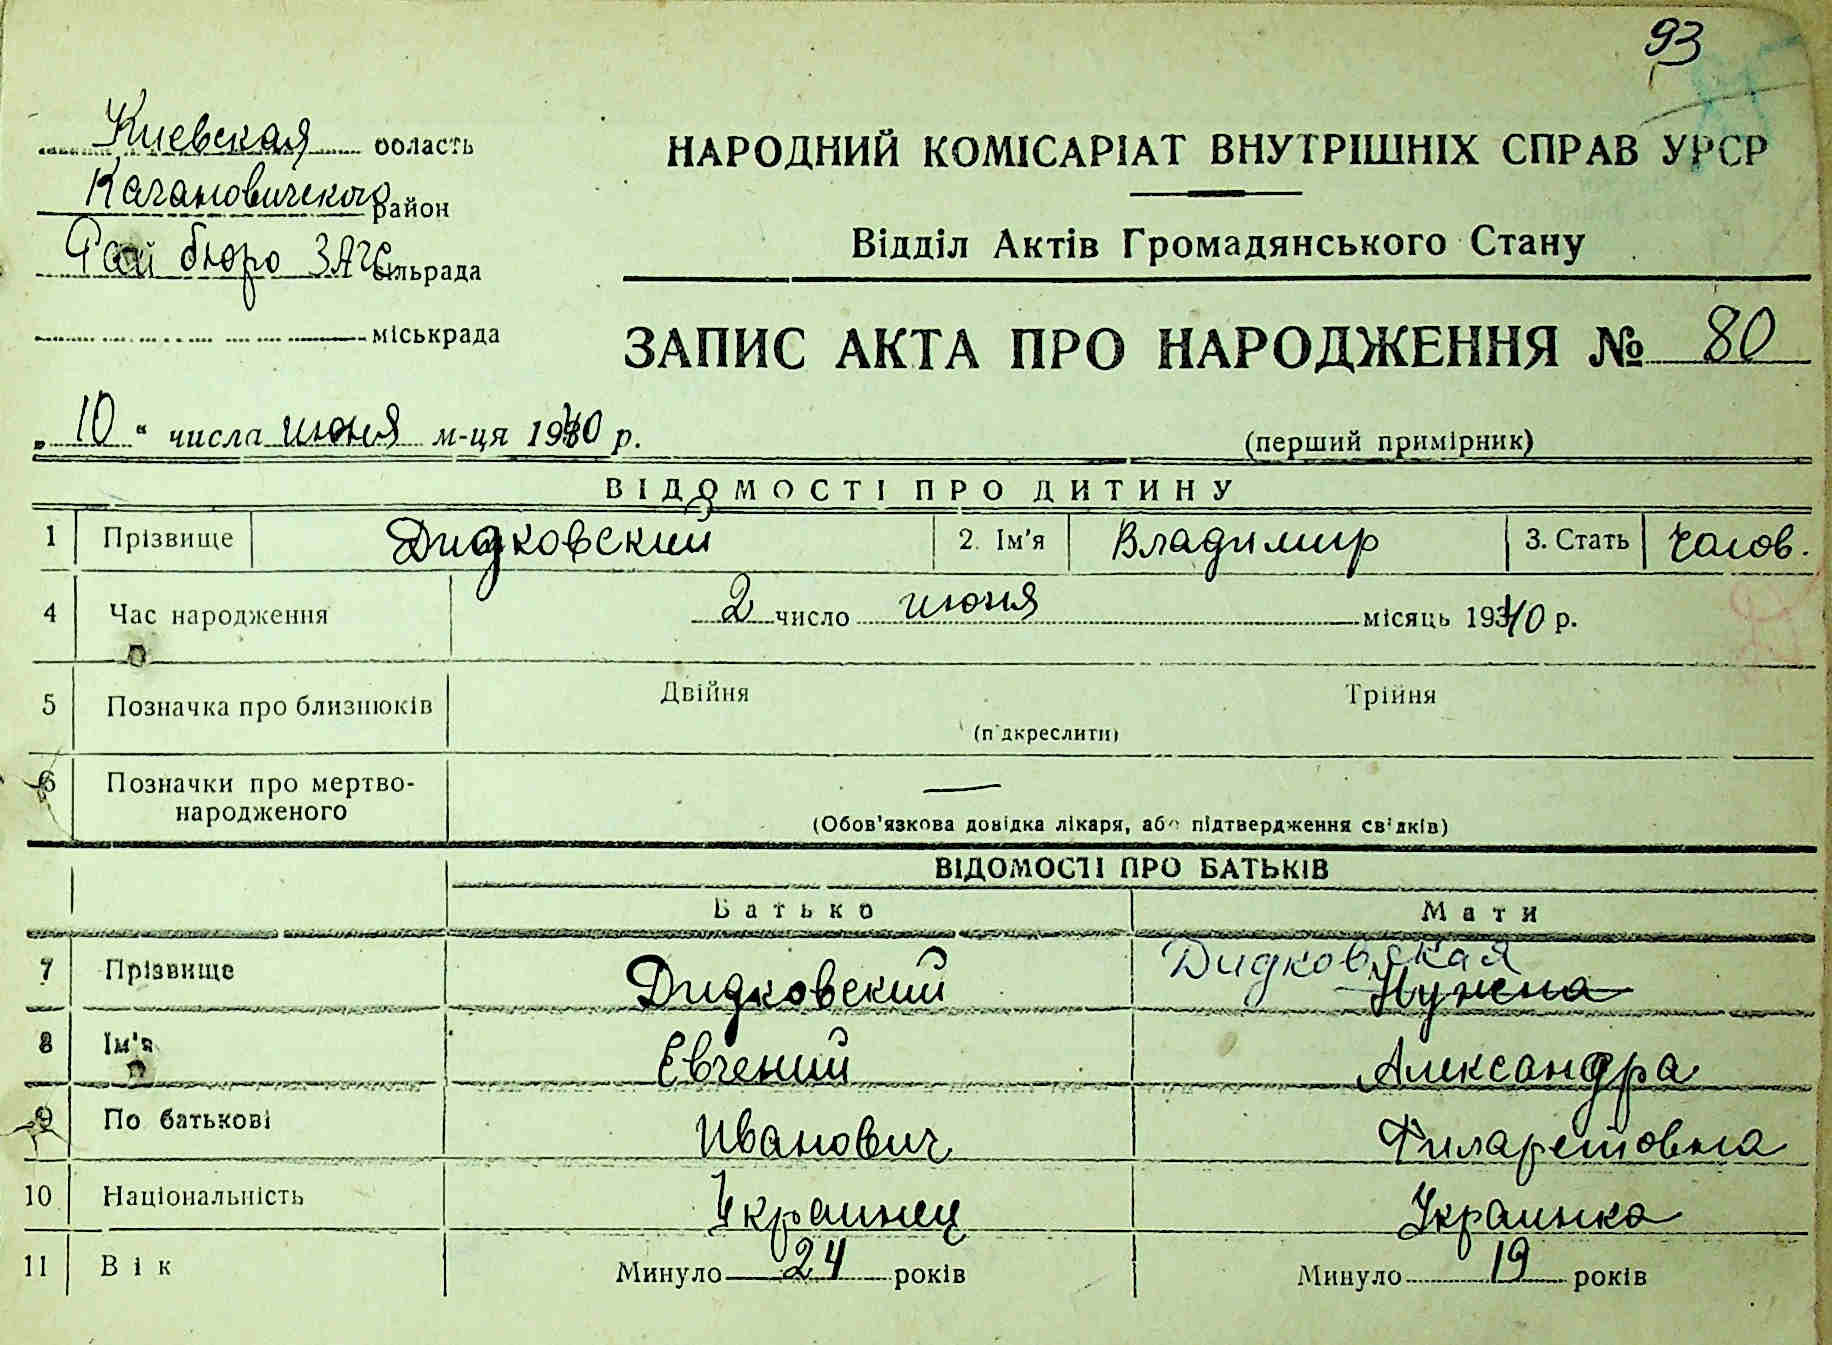 93
Киевская область
Кагановичского район
Рай бюро ЗАГС сільрада
міськрада
НАРОДНИЙ КОМІСАРІАТ ВНУТРІШНІХ СПРАВ УРСР
Відділ Актів Громадянського Стану
ЗАПИС АКТА ПРО НАРОДЖЕННЯ № 80
„ 10 “ числа июня м-ця 1940 р.
(перший примірник)
ВІДОМОСТІ ПРО ДИТИНУ
1 Прізвище Дидковский 2. Ім'я Владимир 3. Стать
4 Час народження 2 число июня місяць 1940 р.
5 Позначка про близнюків Двійня Трійня
(підкреслити)
6 Позначки про мертво-
народженого —
(Обов'язкова довідка лікаря, або підтвердження свідків)
ВІДОМОСТІ ПРО БАТЬКІВ
Батько Мати
Дидковская
7 Прізвище Дидковский
8 Ім'я Евгений Александра
9 По батькові Иванович Филаретовна
10 Національність Украинец Украинка
11 Вік Минуло 24 років Минуло 19 років